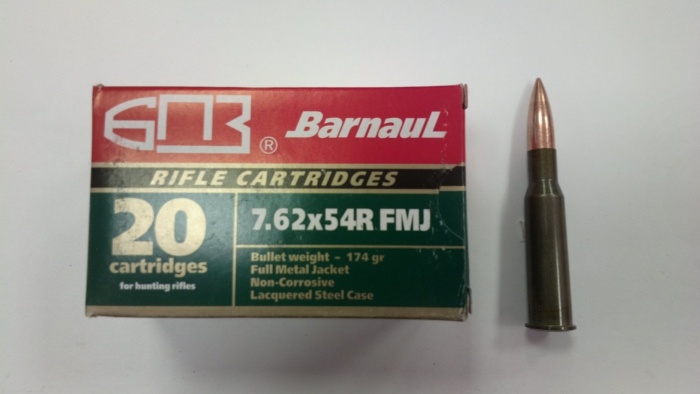 БПЗ ® BarnauL
RIFLE CARTRIDGES
20
cartridges
for hunting rifles
7.62x54R FMJ
Bullet weight - 174 gr
Full Metal Jacket
Non-Corrosive
Lacquered Steel Case